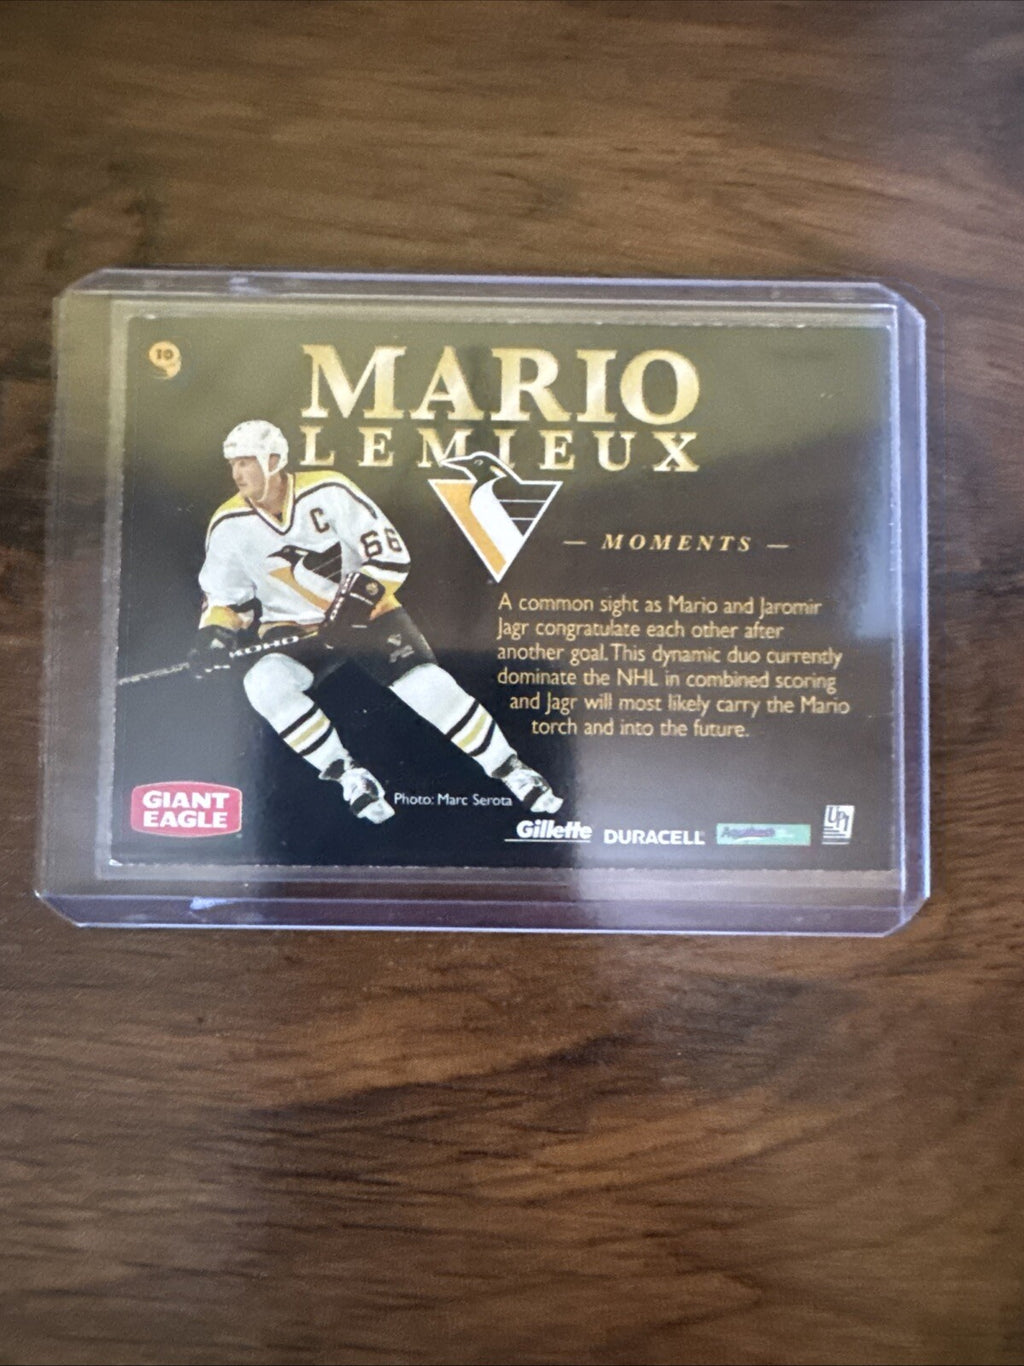 10
MARIO
LEMIEUX
C
66
— MOMENTS —
A common sight as Mario and Jaromir
Jagr congratulate each other after
another goal. This dynamic duo currently
dominate the NHL in combined scoring
and Jagr will most likely carry the Mario
torch and into the future.
KOHO
GIANT
EAGLE
Photo: Marc Serota
Gillette
DURACELL